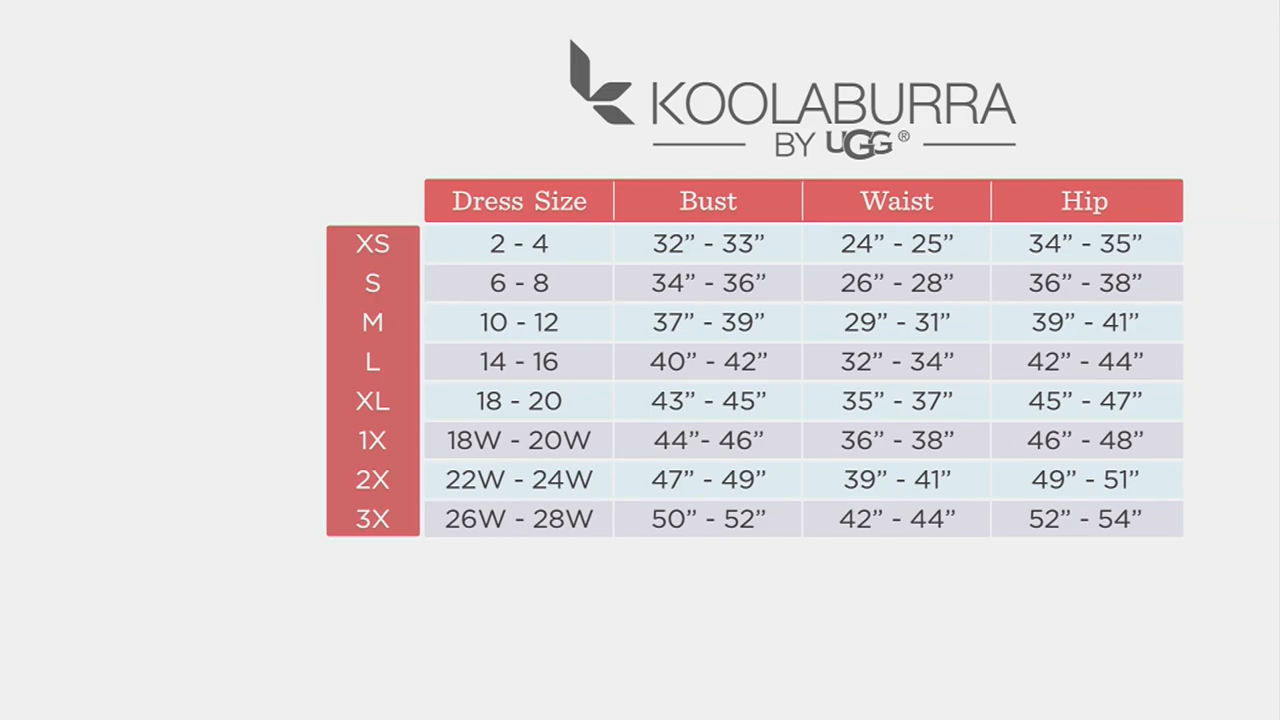 KOOLABURRA
BY UGG®
Dress Size Bust Waist Hip
XS 2 - 4 32” - 33” 24” - 25” 34” - 35”
S 6 - 8 34” - 36” 26” - 28” 36” - 38”
M 10 - 12 37” - 39” 29” - 31” 39” - 41”
L 14 - 16 40” - 42” 32” - 34” 42” - 44”
XL 18 - 20 43” - 45” 35” - 37” 45” - 47”
1X 18W - 20W 44”- 46” 36” - 38” 46” - 48”
2X 22W - 24W 47” - 49” 39” - 41” 49” - 51”
3X 26W - 28W 50” - 52” 42” - 44” 52” - 54”